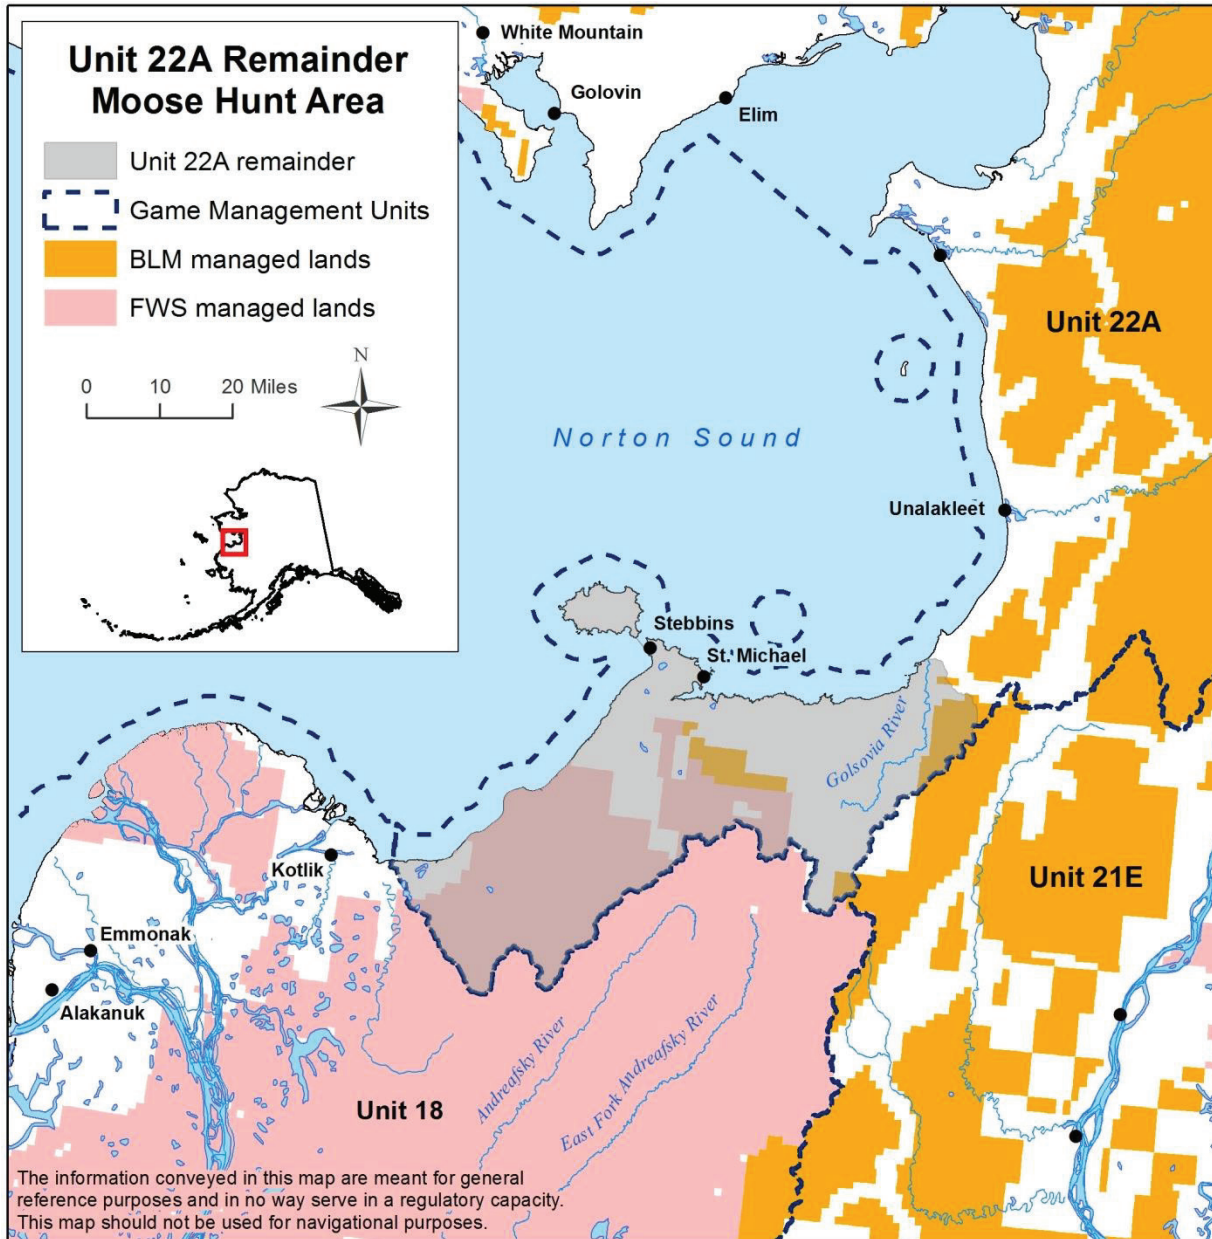 Unit 22A Remainder
Moose Hunt Area
Unit 22A remainder
Game Management Units
BLM managed lands
FWS managed lands
0 10 20 Miles
N
White Mountain
Golovin
Elim
Unit 22A
Norton Sound
Unalakleet
Stebbins
St. Michael
Golsovia River
Kotlik
Unit 21E
Emmonak
Alakanuk
Andreafsky River
East Fork Andreafsky River
Unit 18
The information conveyed in this map are meant for general
reference purposes and in no way serve in a regulatory capacity.
This map should not be used for navigational purposes.